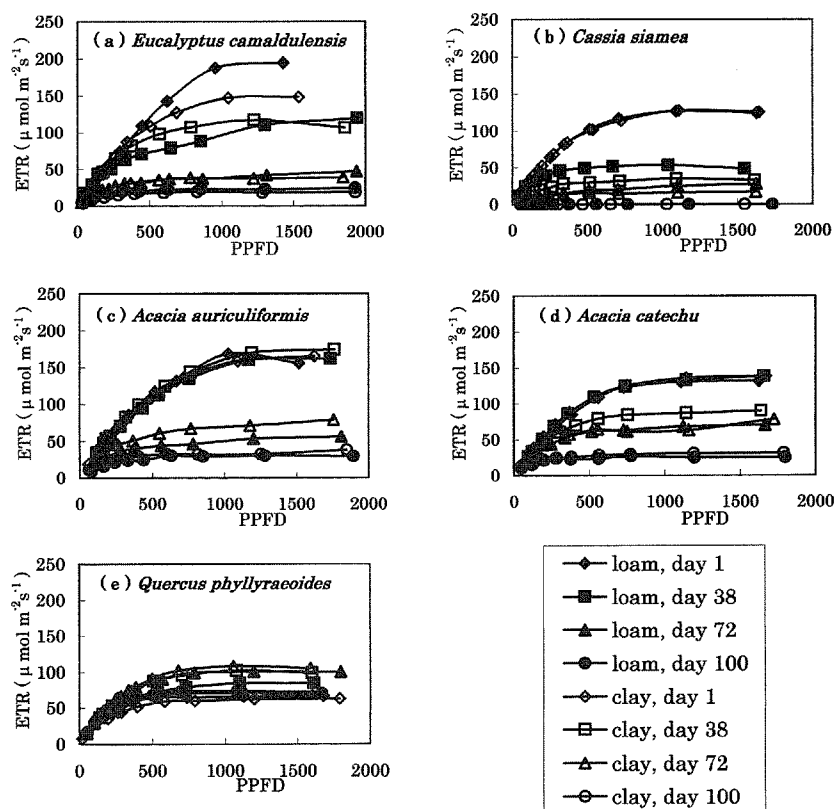 (a) Eucalyptus camaldulensis
250
200
150
100
50
0
ETR ( μ mol m⁻²s⁻¹)
0 500 1000 1500 2000
PPFD
(b) Cassia siamea
250
200
150
100
50
0
ETR ( μ mol m⁻²s⁻¹)
0 500 1000 1500 2000
PPFD
(c) Acacia auriculiformis
250
200
150
100
50
0
ETR ( μ mol m⁻²s⁻¹)
0 500 1000 1500 2000
PPFD
(d) Acacia catechu
250
200
150
100
50
0
ETR ( μ mol m⁻²s⁻¹)
0 500 1000 1500 2000
PPFD
(e) Quercus phyllyraeoides
250
200
150
100
50
0
ETR ( μ mol m⁻²s⁻¹)
0 500 1000 1500 2000
PPFD
loam, day 1
loam, day 38
loam, day 72
loam, day 100
clay, day 1
clay, day 38
clay, day 72
clay, day 100